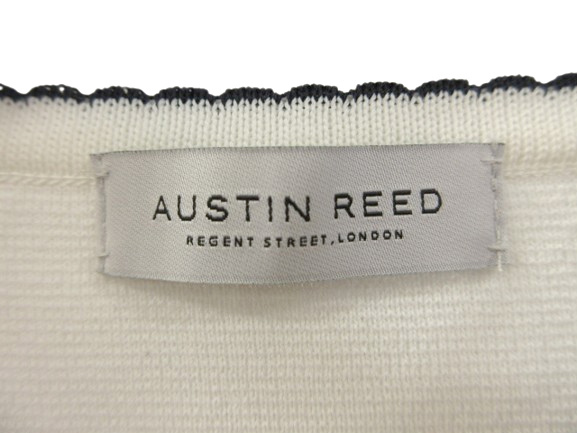 AUSTIN REED
REGENT STREET, LONDON